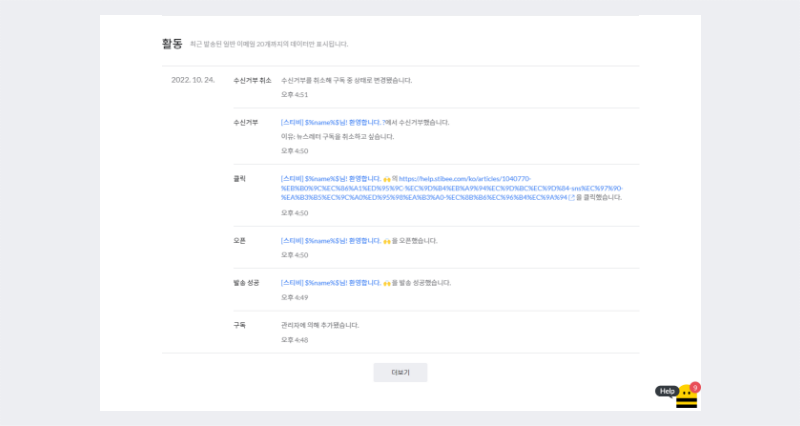 활동 최근 발송된 일반 이메일 20개까지의 데이터만 표시됩니다.
2022. 10. 24. 수신거부 취소 수신거부를 취소해 구독 중 상태로 변경됐습니다.
오후 4:51
수신거부 [스티비] $%name%$님! 환영합니다. ?에서 수신거부했습니다.
이유: 뉴스레터 구독을 취소하고 싶습니다.
오후 4:50
클릭 [스티비] $%name%$님! 환영합니다. 🙌의 https://help.stibee.com/ko/articles/1040770-
%EB%B0%9C%EC%86%A1%ED%95%9C-%EC%9D%B4%EB%A9%94%EC%9D%BC%EC%9D%84-sns%EC%97%90-
%EA%B3%B5%EC%9C%A0%ED%95%98%EA%B3%A0-%EC%8B%B6%EC%96%B4%EC%9A%94 을 클릭했습니다.
오후 4:50
오픈 [스티비] $%name%$님! 환영합니다. 🙌을 오픈했습니다.
오후 4:50
발송 성공 [스티비] $%name%$님! 환영합니다. 🙌을 발송 성공했습니다.
오후 4:49
구독 관리자에 의해 추가됐습니다.
오후 4:48
더보기
Help 9